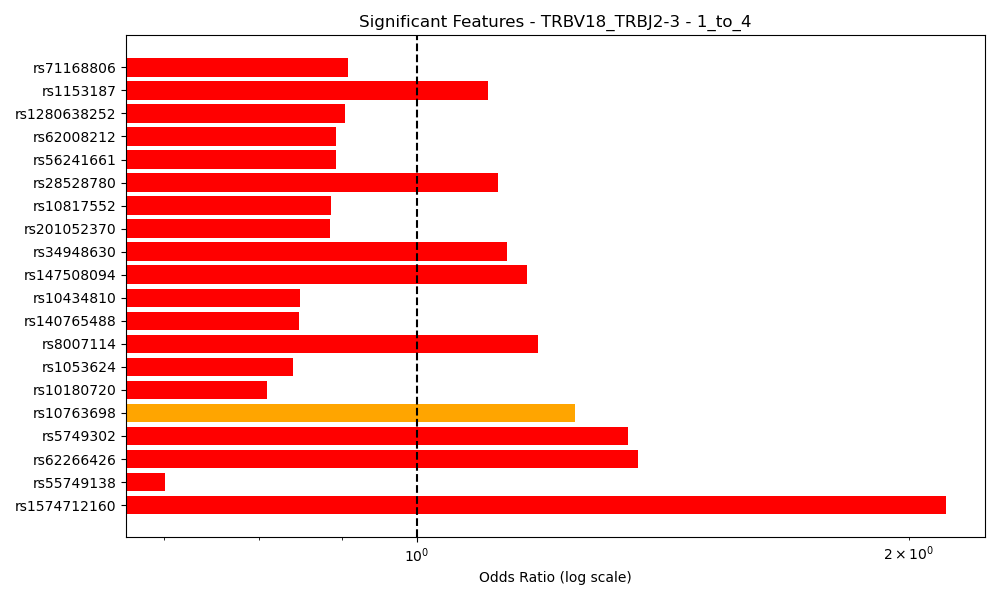 Significant Features - TRBV18_TRBJ2-3 - 1_to_4
rs71168806
rs1153187
rs1280638252
rs62008212
rs56241661
rs28528780
rs10817552
rs201052370
rs34948630
rs147508094
rs10434810
rs140765488
rs8007114
rs1053624
rs10180720
rs10763698
rs5749302
rs62266426
rs55749138
rs1574712160
10⁰ 2 × 10⁰
Odds Ratio (log scale)